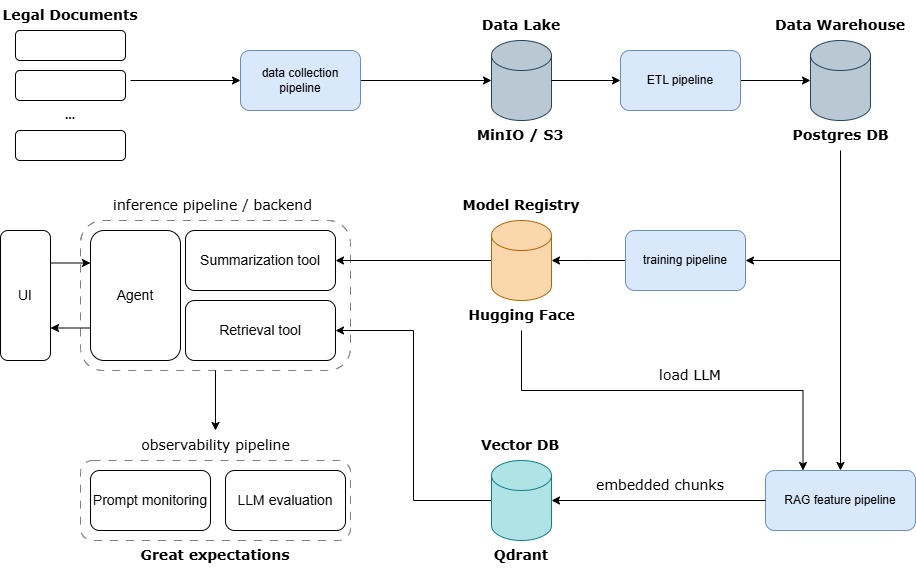 Legal Documents
...
data collection
pipeline
Data Lake
MinIO / S3
ETL pipeline
Data Warehouse
Postgres DB
inference pipeline / backend
UI
Agent
Summarization tool
Retrieval tool
Model Registry
Hugging Face
training pipeline
load LLM
observability pipeline
Prompt monitoring
LLM evaluation
Great expectations
Vector DB
Qdrant
embedded chunks
RAG feature pipeline